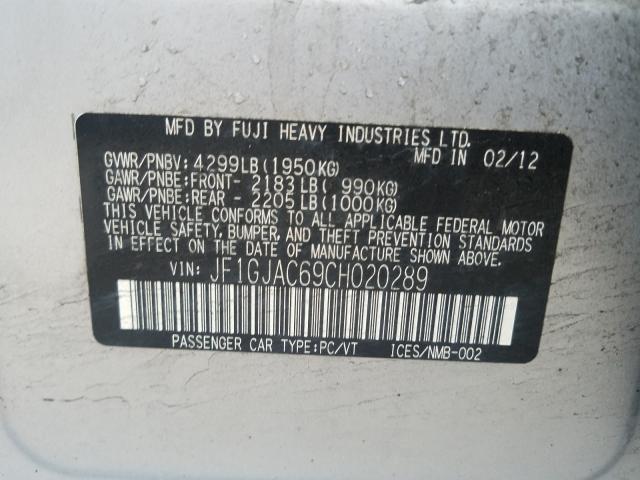 MFD BY FUJI HEAVY INDUSTRIES LTD.
GVWR/PNBV: 4299LB(1950KG) MFD IN 02/12
GAWR/PNBE:FRONT- 2183LB( 990KG)
GAWR/PNBE:REAR - 2205LB(1000KG)
THIS VEHICLE CONFORMS TO ALL APPLICABLE FEDERAL MOTOR
VEHICLE SAFETY, BUMPER, AND THEFT PREVENTION STANDARDS
IN EFFECT ON THE DATE OF MANUFACTURE SHOWN ABOVE.
VIN: JF1GJAC69CH020289
PASSENGER CAR TYPE:PC/VT ICES/NMB-002